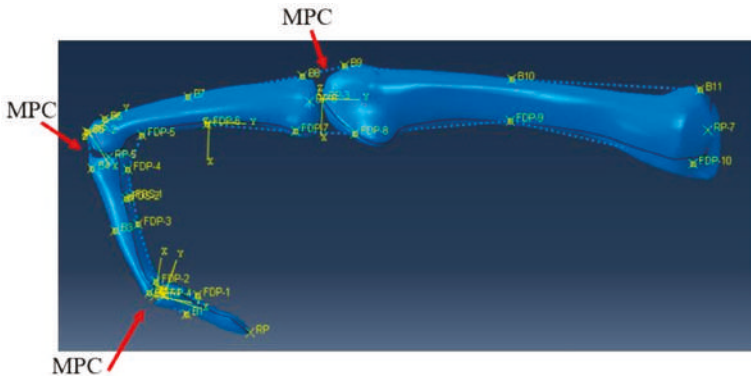 MPC
B9
B8
B10
B11
MPC
B7
Y
FDP-5
FDP-6
FDP-7
FDP-8
FDP-9
RP-7
FDP-10
RP-5
X
FDP-4
X
FDP-3
X
Y
FDP-2
FDP-1
B1
RP
MPC